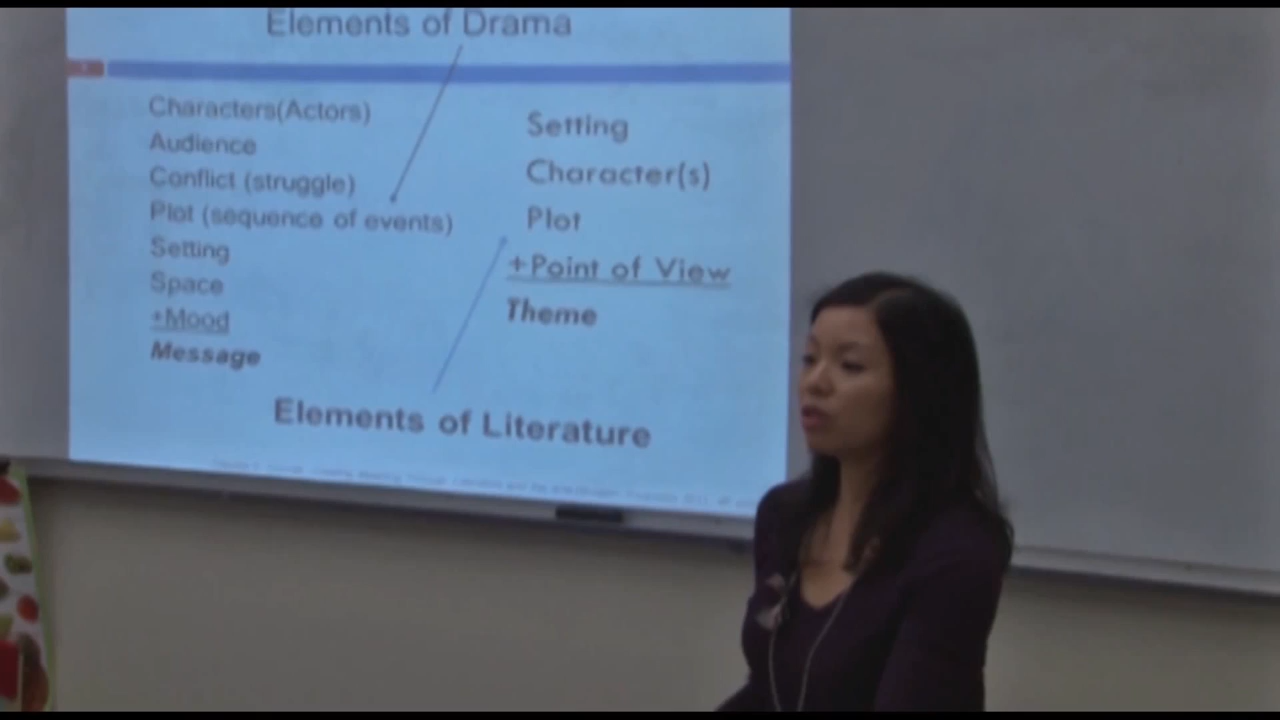 Elements of Drama
Characters(Actors)
Audience
Conflict (struggle)
Plot (sequence of events)
Setting
Space
+Mood
Message
Setting
Character(s)
Plot
+Point of View
Theme
Elements of Literature